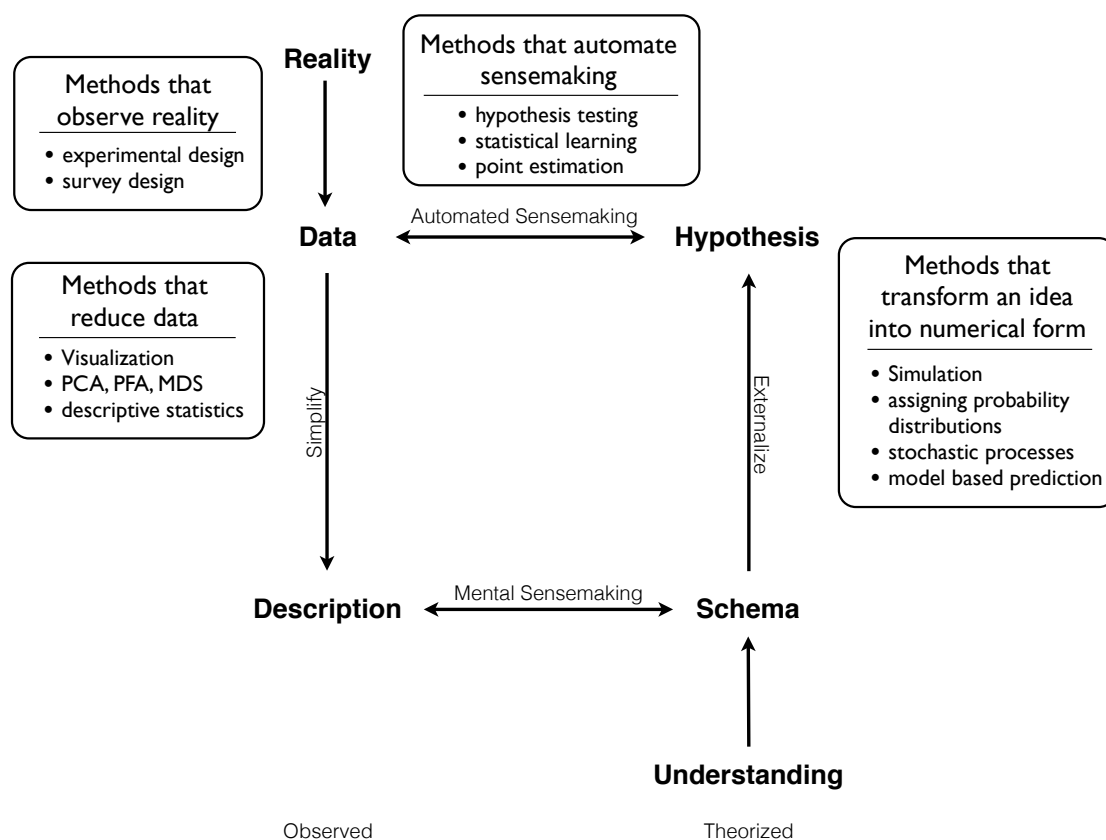 Reality
Methods that automate
sensemaking
• hypothesis testing
• statistical learning
• point estimation
Methods that
observe reality
• experimental design
• survey design
Automated Sensemaking
Data
Hypothesis
Methods that
reduce data
• Visualization
• PCA, PFA, MDS
• descriptive statistics
Methods that
transform an idea
into numerical form
• Simulation
• assigning probability
distributions
• stochastic processes
• model based prediction
Simplify
Externalize
Mental Sensemaking
Description
Schema
Understanding
Observed
Theorized